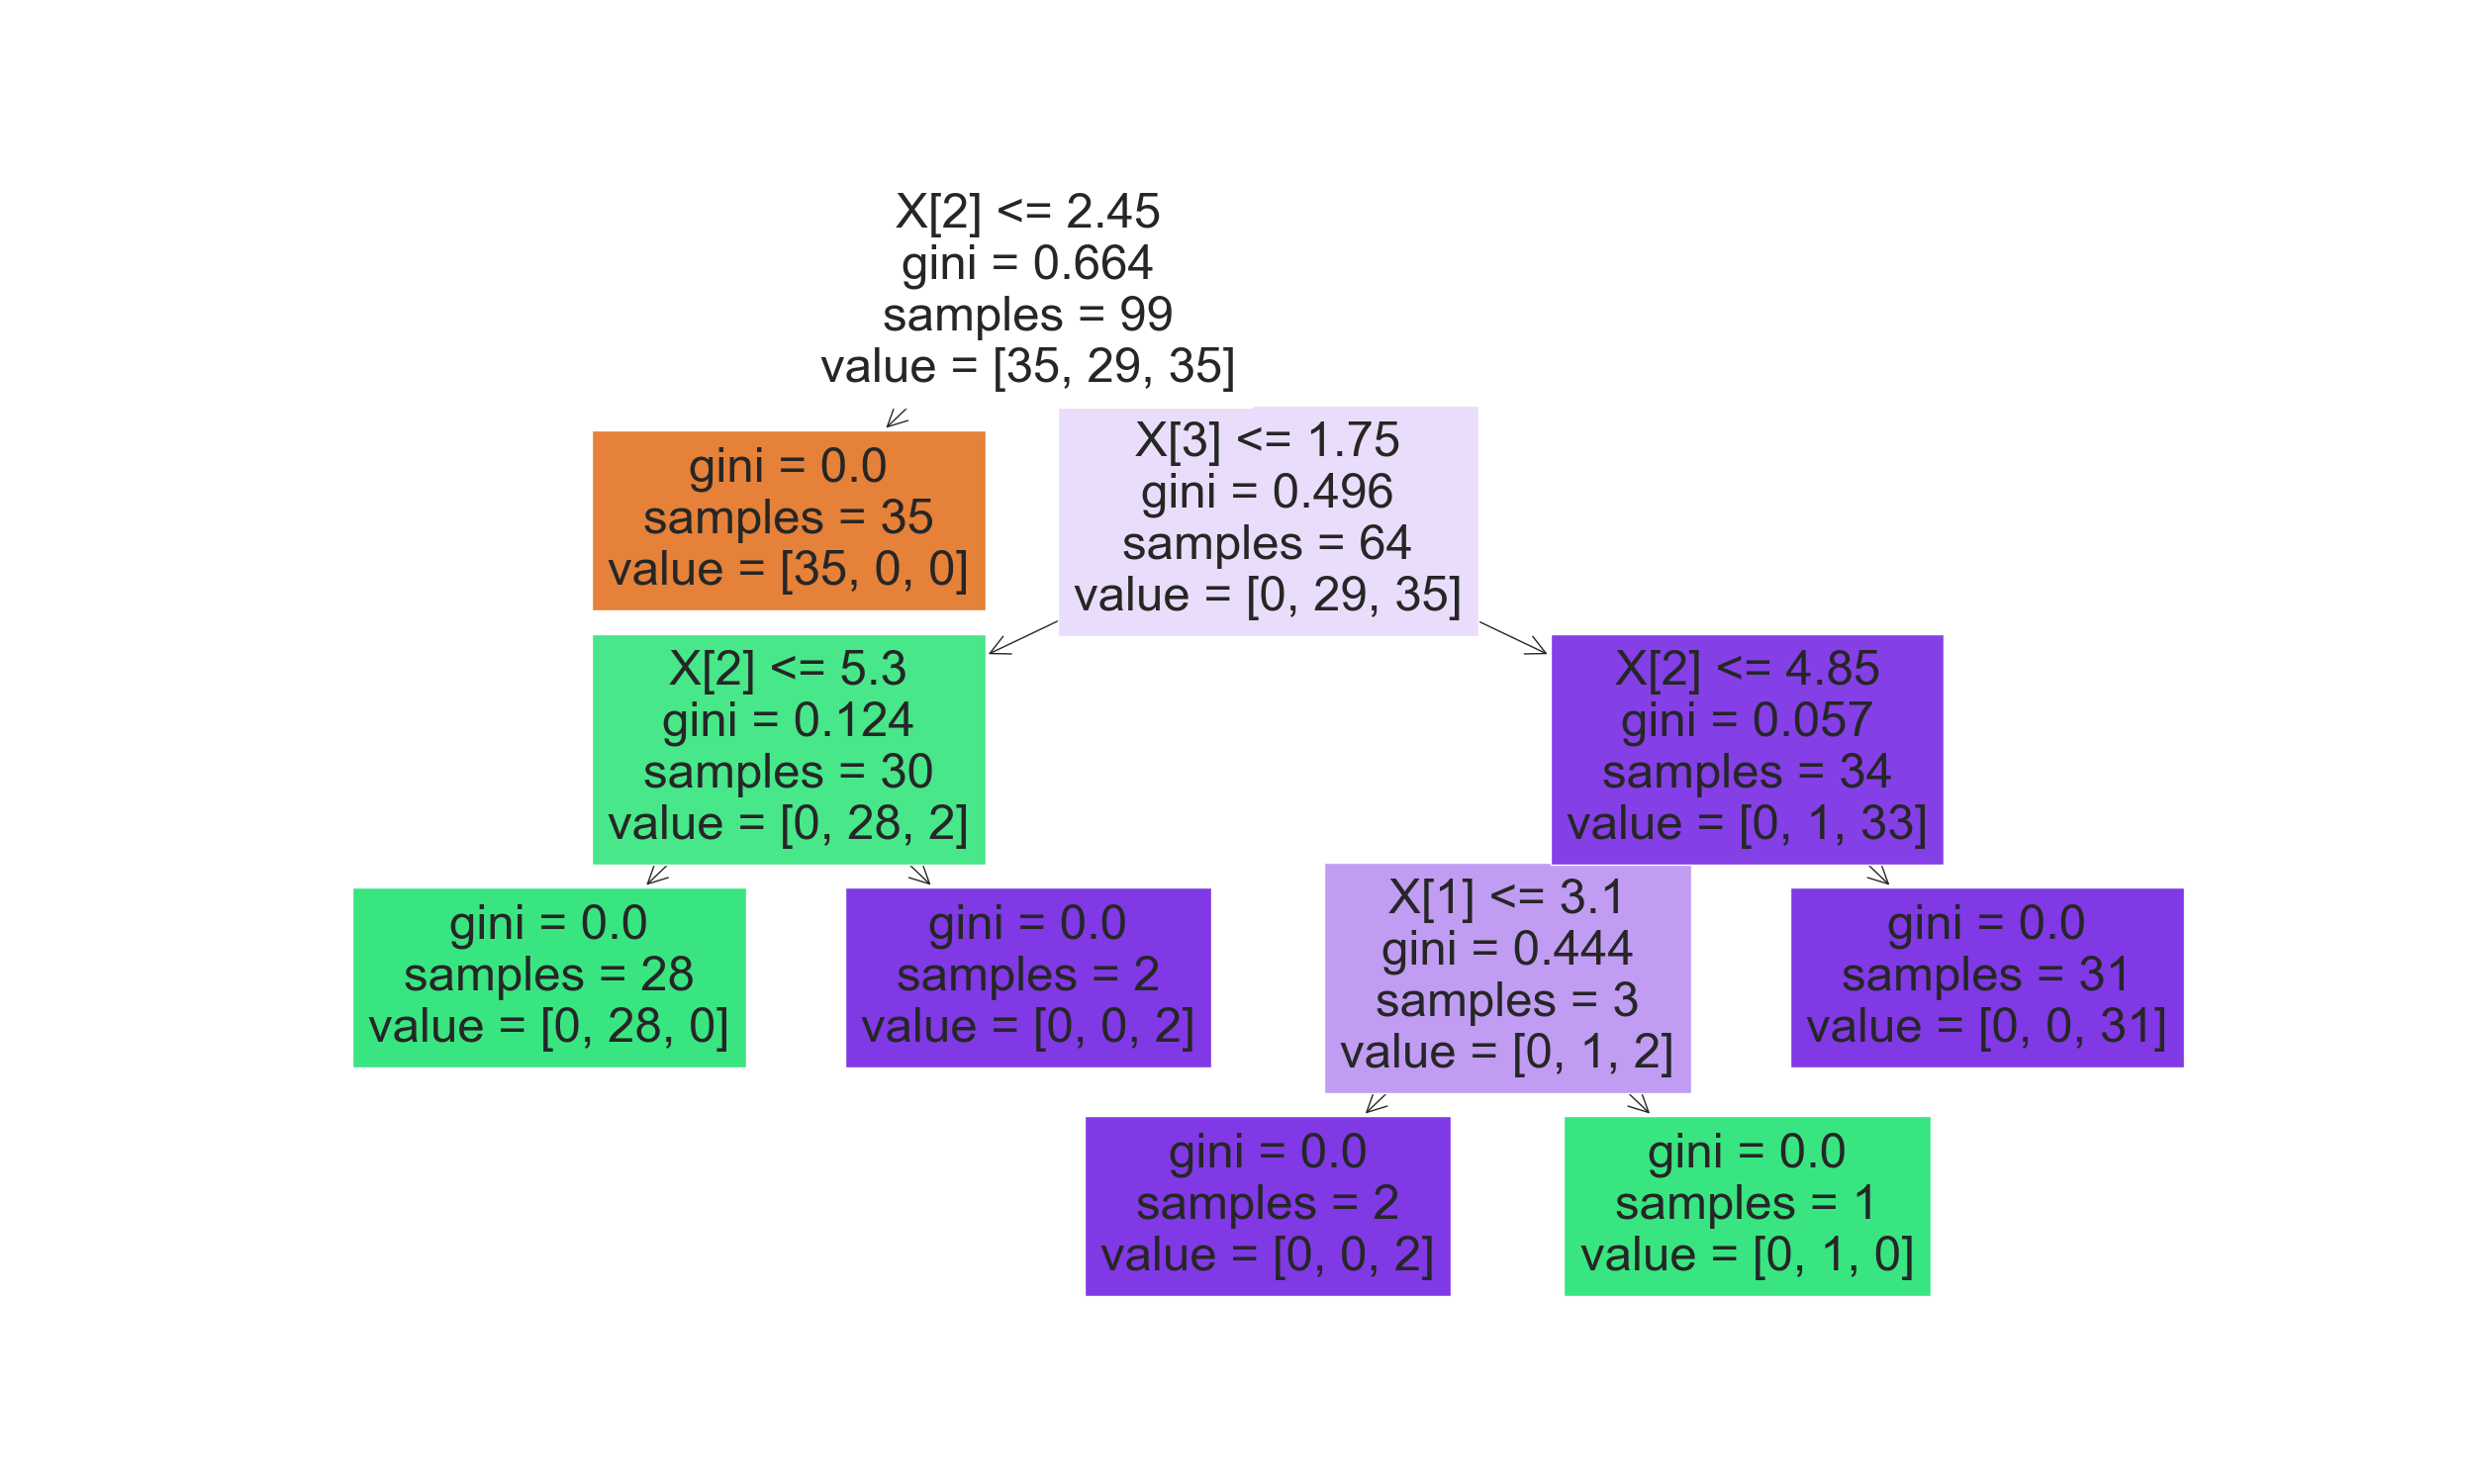 X[2] <= 2.45
gini = 0.664
samples = 99
value = [35, 29, 35]
gini = 0.0
samples = 35
value = [35, 0, 0]
X[3] <= 1.75
gini = 0.496
samples = 64
value = [0, 29, 35]
X[2] <= 5.3
gini = 0.124
samples = 30
value = [0, 28, 2]
X[2] <= 4.85
gini = 0.057
samples = 34
value = [0, 1, 33]
gini = 0.0
samples = 28
value = [0, 28, 0]
gini = 0.0
samples = 2
value = [0, 0, 2]
X[1] <= 3.1
gini = 0.444
samples = 3
value = [0, 1, 2]
gini = 0.0
samples = 31
value = [0, 0, 31]
gini = 0.0
samples = 2
value = [0, 0, 2]
gini = 0.0
samples = 1
value = [0, 1, 0]